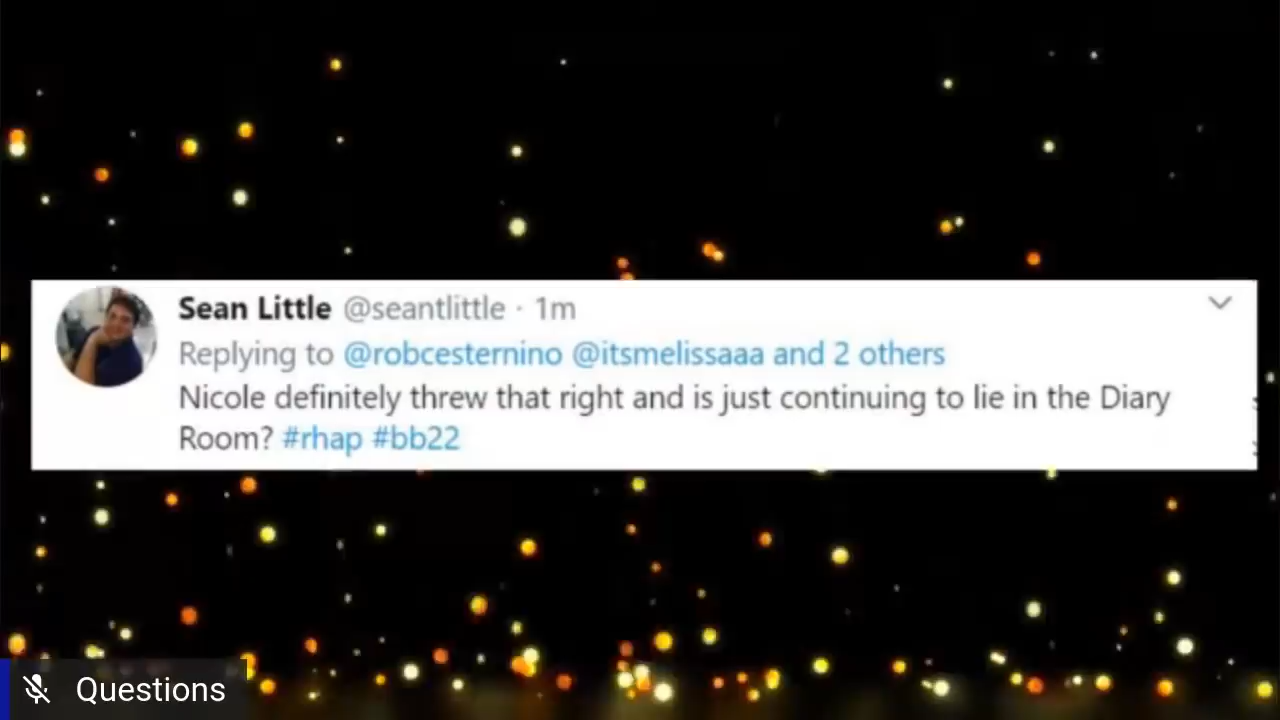 Sean Little @seantlittle · 1m
Replying to @robcesternino @itsmelissaaa and 2 others
Nicole definitely threw that right and is just continuing to lie in the Diary
Room? #rhap #bb22
Questions